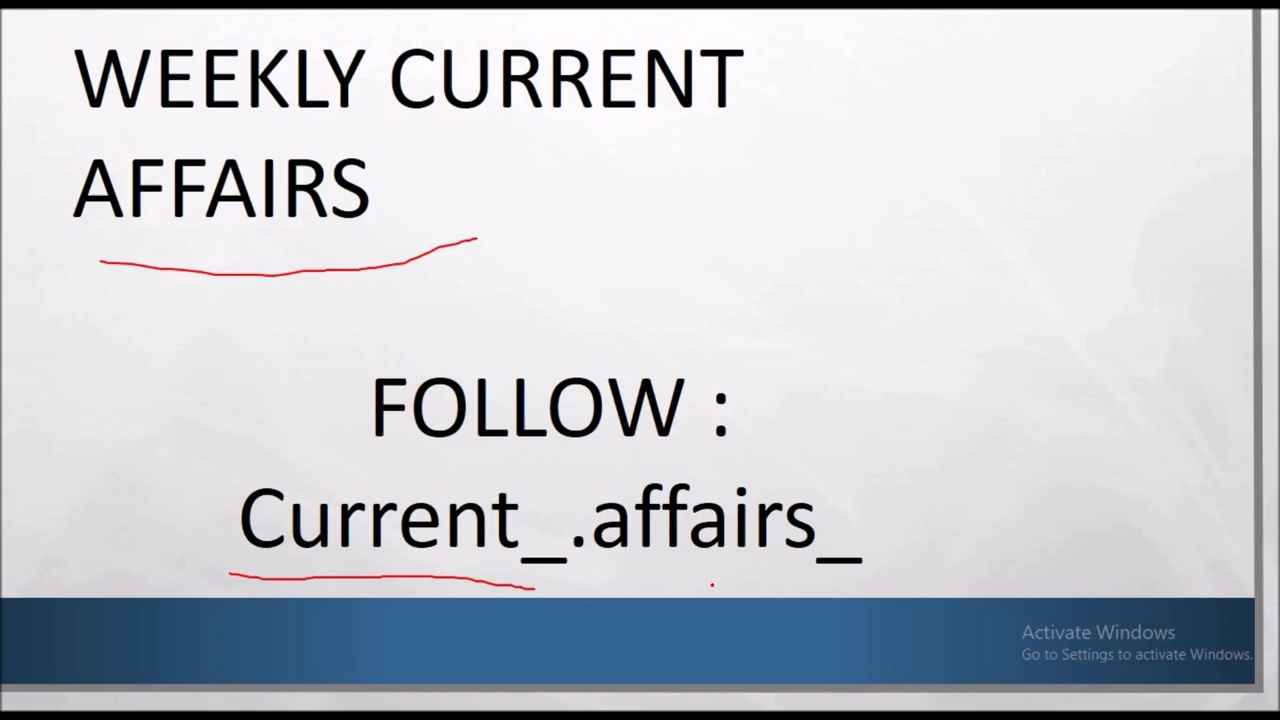 WEEKLY CURRENT
AFFAIRS
FOLLOW :
Current_.affairs_
Activate Windows
Go to Settings to activate Windows.